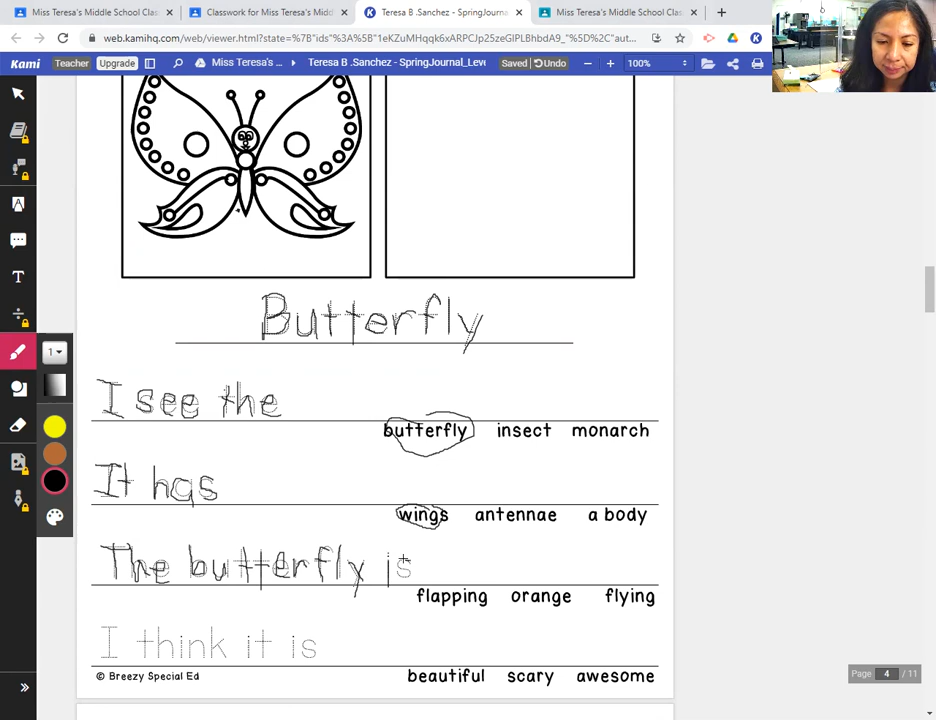 Miss Teresa's Middle School Clas
Classwork for Miss Teresa's Midd
Teresa B .Sanchez - SpringJourna
Miss Teresa's Middle School Clas
web.kamihq.com/web/viewer.html?state=%7B"ids"%3A%5B"1eKZuMHqqk6xARPCJp25zeGIPLBhbdA9_"%5D%2C"aut...
Kami Teacher Upgrade Miss Teresa's ... Teresa B .Sanchez - SpringJournal_Leve Saved Undo 100%
Butterfly
I see the
butterfly insect monarch
It has
wings antennae a body
The butterfly is
flapping orange flying
I think it is
beautiful scary awesome
© Breezy Special Ed
Page 4 / 11
1
T